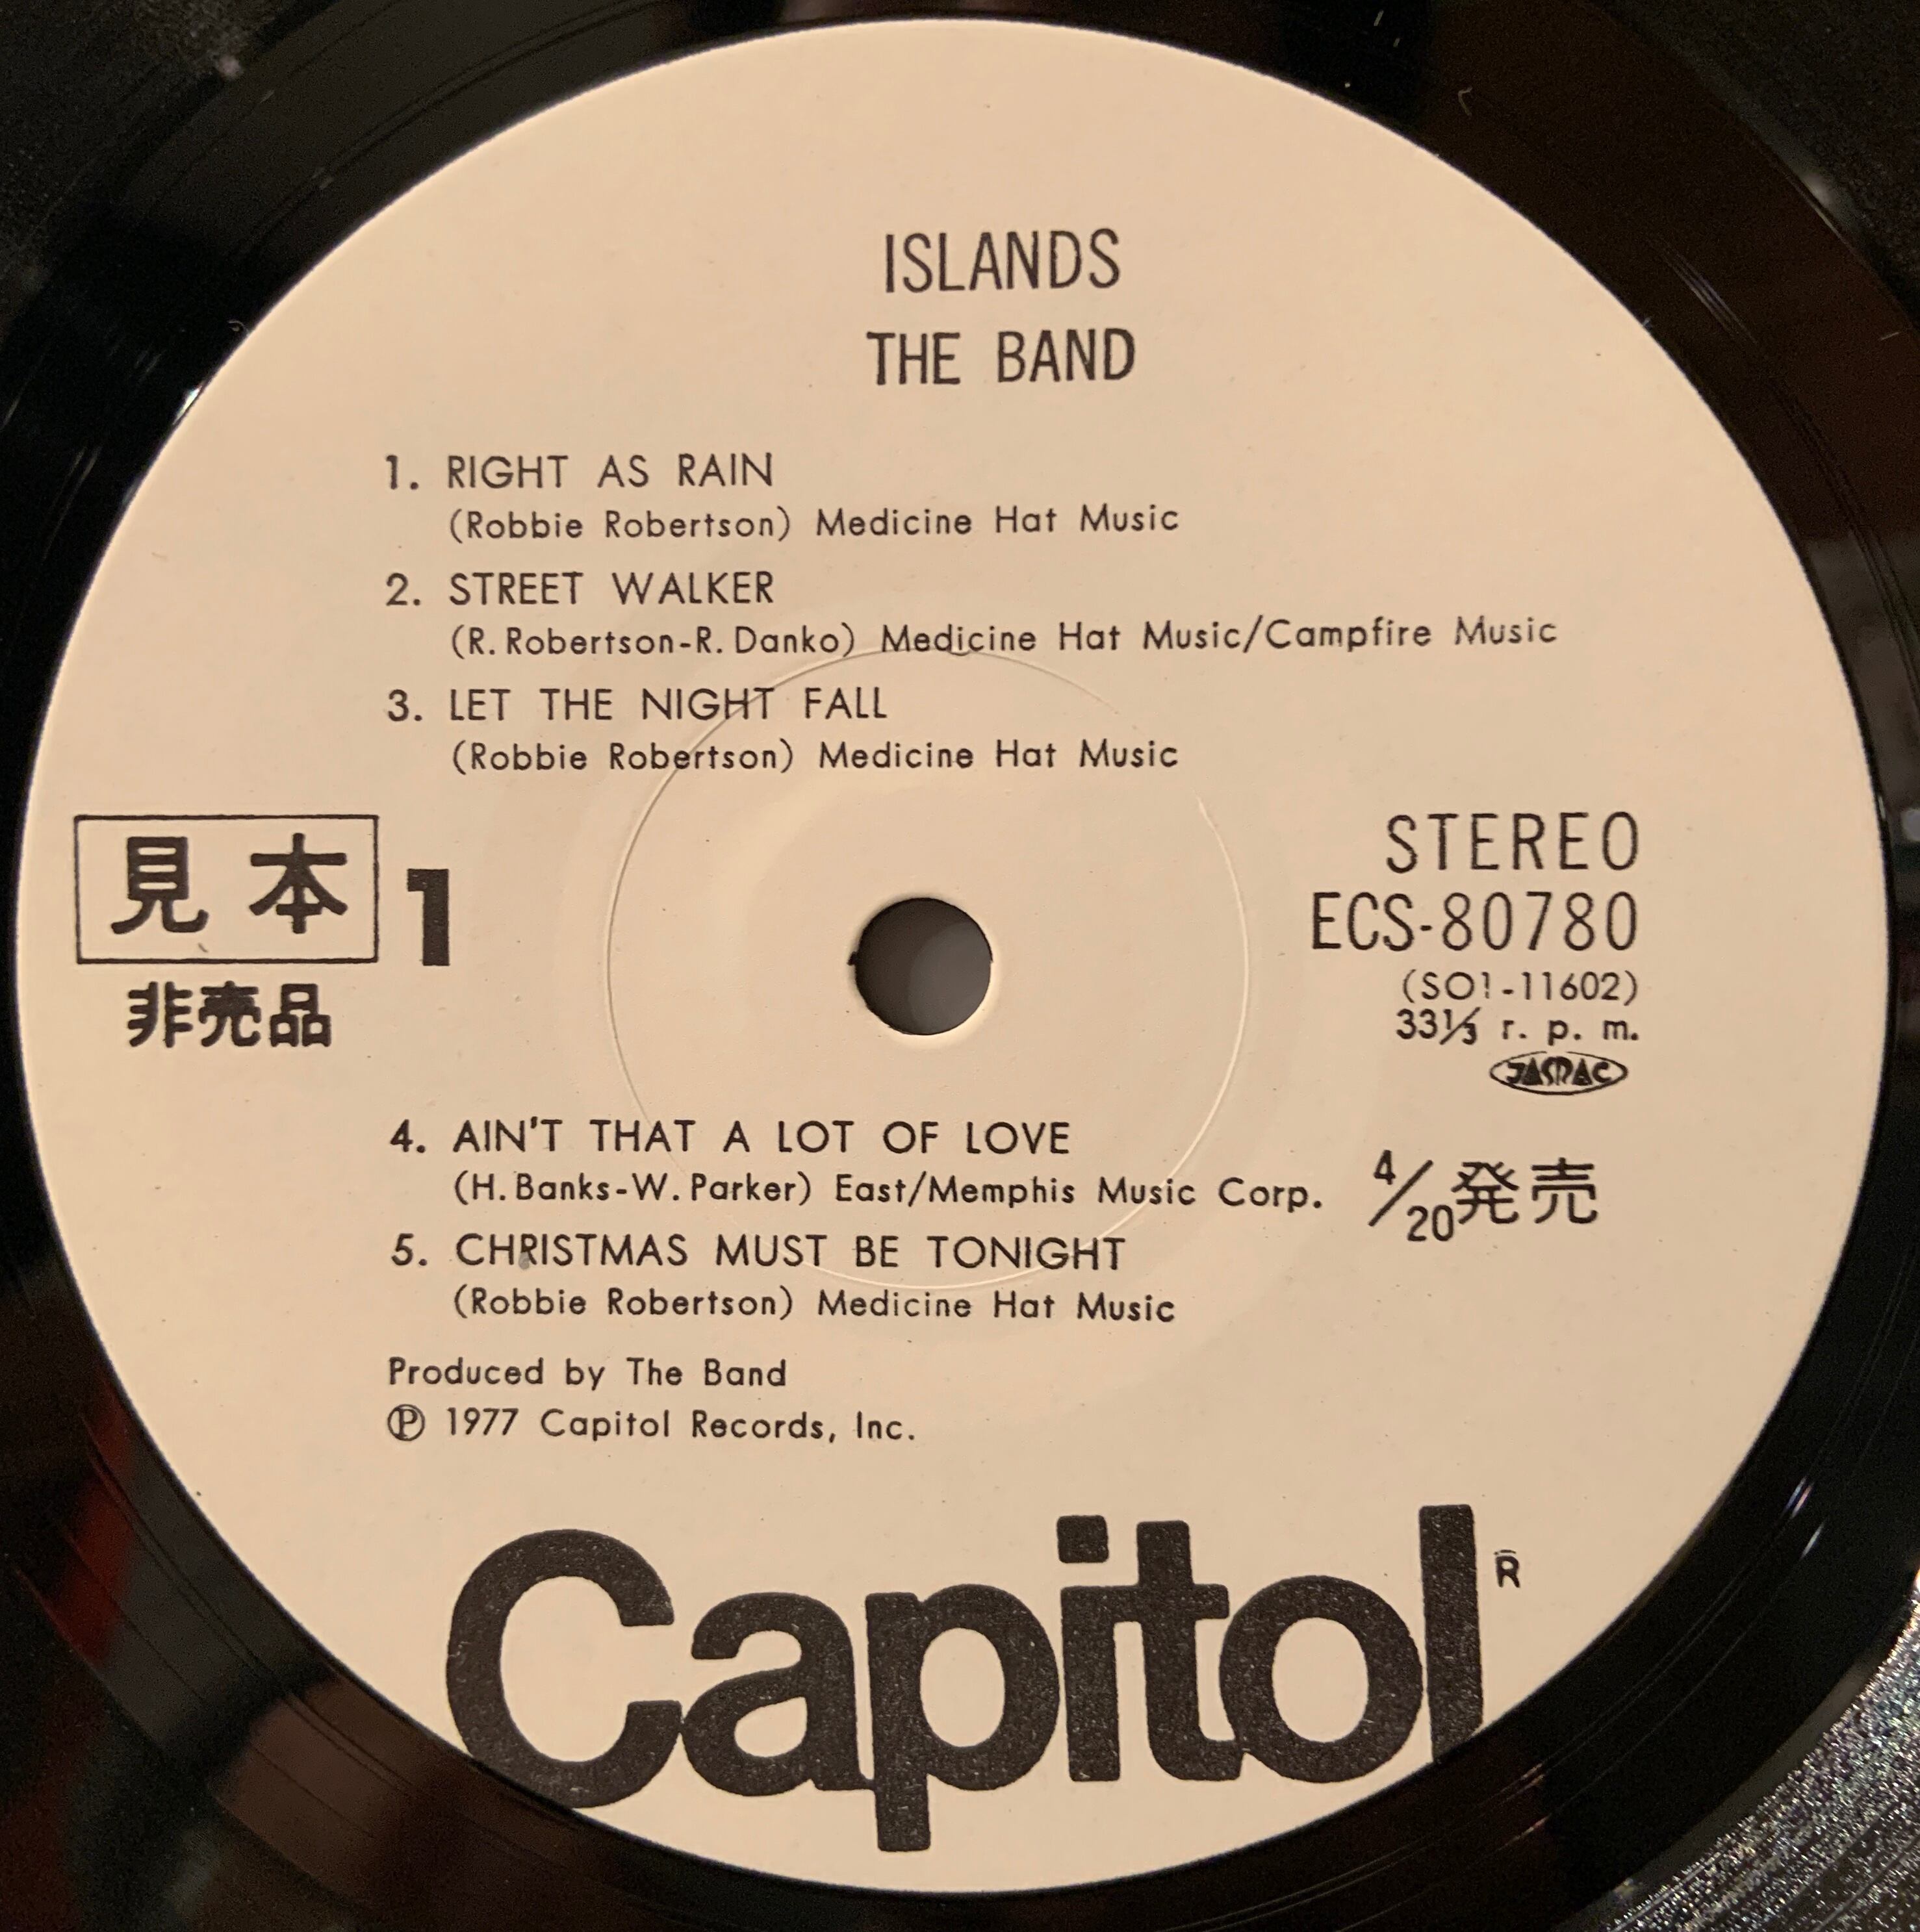 ISLANDS
THE BAND
1. RIGHT AS RAIN
(Robbie Robertson) Medicine Hat Music
2. STREET WALKER
(R. Robertson-R. Danko) Medicine Hat Music/Campfire Music
3. LET THE NIGHT FALL
(Robbie Robertson) Medicine Hat Music
見本
1
非売品
STEREO
ECS-80780
(SO1-11602)
33⅓ r. p. m.
JASRAC
4. AIN'T THAT A LOT OF LOVE
(H. Banks-W. Parker) East/Memphis Music Corp.
4/20発売
5. CHRISTMAS MUST BE TONIGHT
(Robbie Robertson) Medicine Hat Music
Produced by The Band
Ⓟ 1977 Capitol Records, Inc.
Capitol R